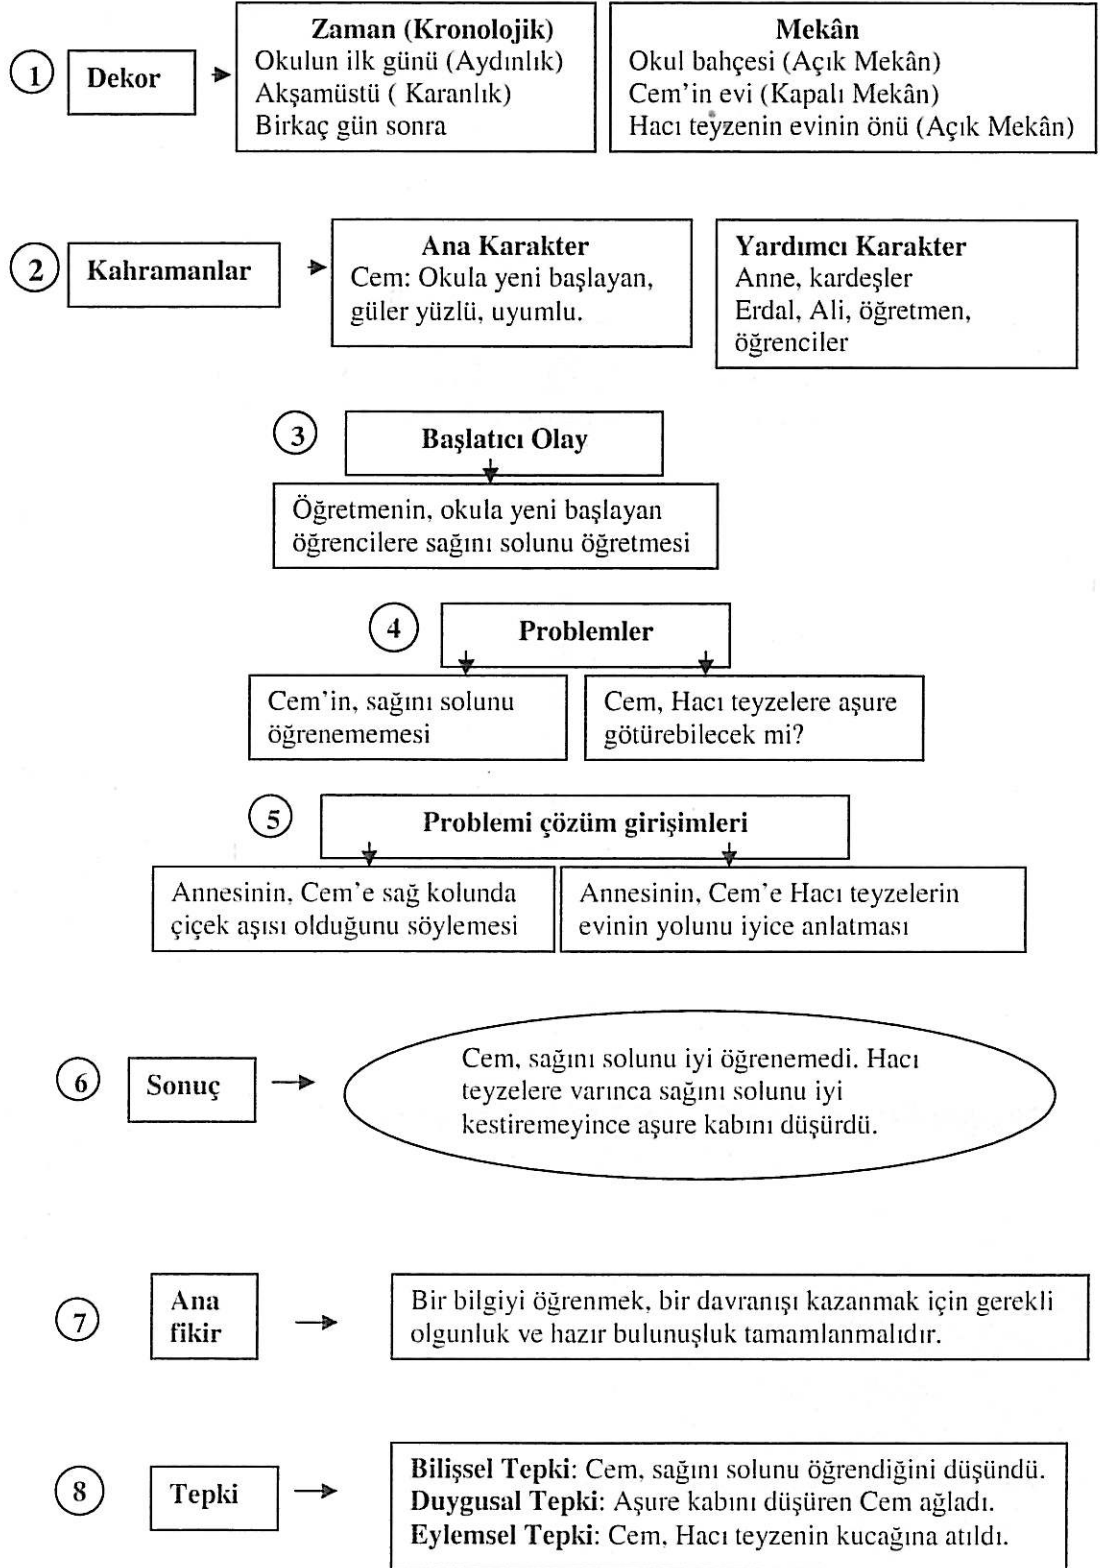 1
Dekor
Zaman (Kronolojik)
Okulun ilk günü (Aydınlık)
Akşamüstü ( Karanlık)
Birkaç gün sonra
Mekân
Okul bahçesi (Açık Mekân)
Cem'in evi (Kapalı Mekân)
Hacı teyzenin evinin önü (Açık Mekân)
2
Kahramanlar
Ana Karakter
Cem: Okula yeni başlayan,
güler yüzlü, uyumlu.
Yardımcı Karakter
Anne, kardeşler
Erdal, Ali, öğretmen,
öğrenciler
3
Başlatıcı Olay
Öğretmenin, okula yeni başlayan
öğrencilere sağını solunu öğretmesi
4
Problemler
Cem'in, sağını solunu
öğrenememesi
Cem, Hacı teyzelere aşure
götürebilecek mi?
5
Problemi çözüm girişimleri
Annesinin, Cem'e sağ kolunda
çiçek aşısı olduğunu söylemesi
Annesinin, Cem'e Hacı teyzelerin
evinin yolunu iyice anlatması
6
Sonuç
Cem, sağını solunu iyi öğrenemedi. Hacı
teyzelere varınca sağını solunu iyi
kestiremeyince aşure kabını düşürdü.
7
Ana
fikir
Bir bilgiyi öğrenmek, bir davranışı kazanmak için gerekli
olgunluk ve hazır bulunuşluk tamamlanmalıdır.
8
Tepki
Bilişsel Tepki: Cem, sağını solunu öğrendiğini düşündü.
Duygusal Tepki: Aşure kabını düşüren Cem ağladı.
Eylemsel Tepki: Cem, Hacı teyzenin kucağına atıldı.